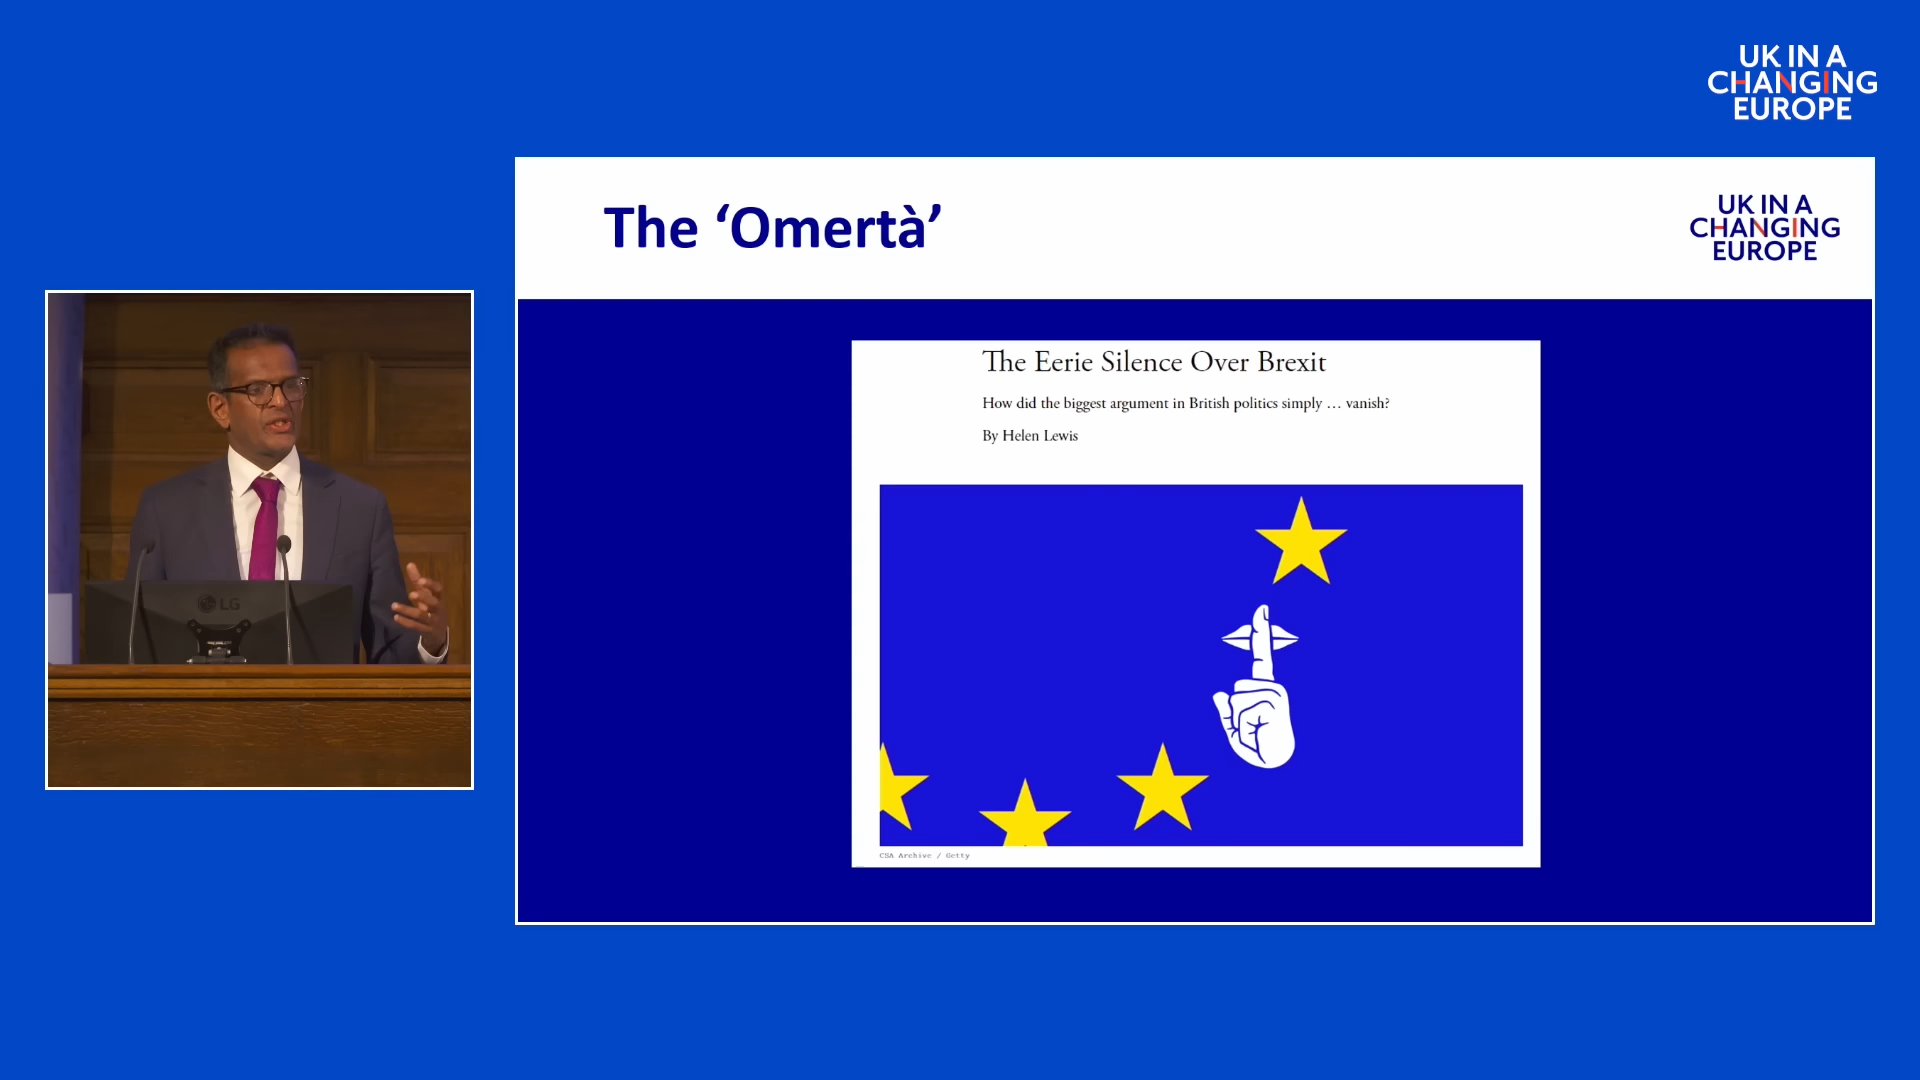 UK IN A
CHANGING
EUROPE
The ‘Omertà’
UK IN A
CHANGING
EUROPE
The Eerie Silence Over Brexit
How did the biggest argument in British politics simply … vanish?
By Helen Lewis
CSA Archive / Getty
LG